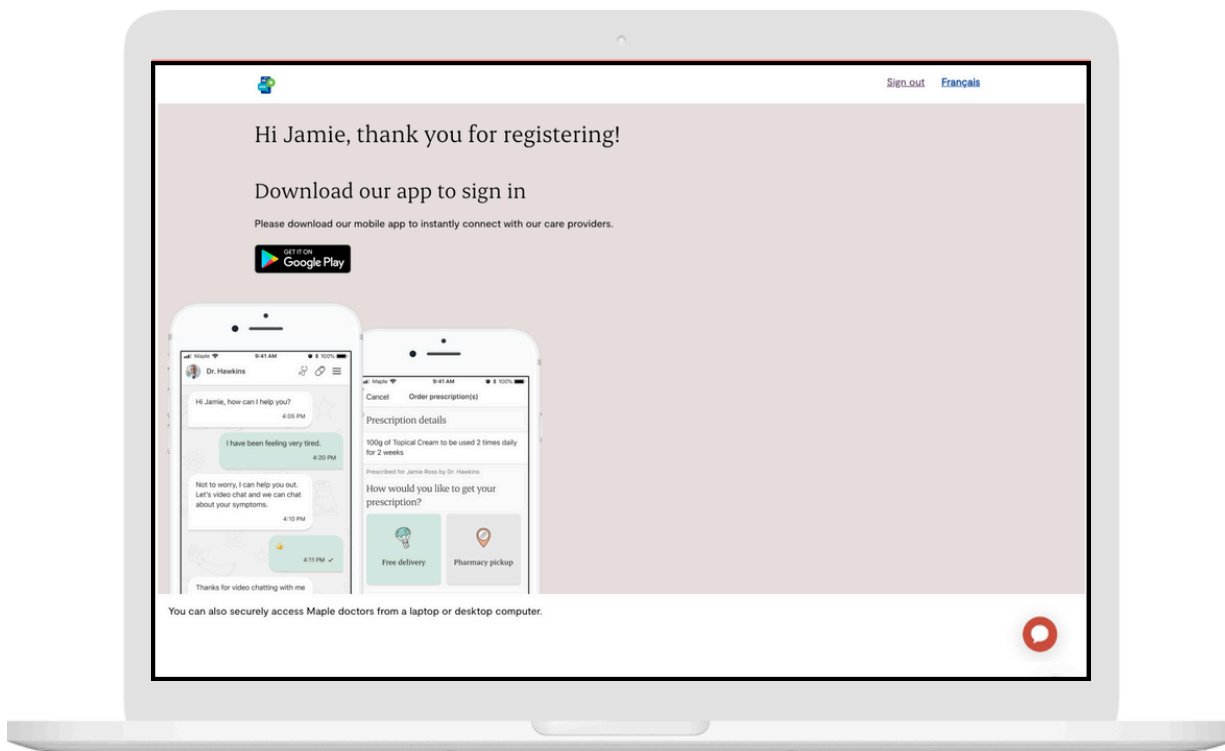 Sign out Français
Hi Jamie, thank you for registering!
Download our app to sign in
Please download our mobile app to instantly connect with our care providers.
GET IT ON
Google Play
Maple 9:41 AM 100%
Dr. Hawkins
Hi Jamie, how can I help you?
4:05 PM
I have been feeling very tired.
4:20 PM
Not to worry, I can help you out.
Let's video chat and we can chat
about your symptoms.
4:10 PM
4:11 PM
Thanks for video chatting with me
Maple 9:41 AM 100%
Cancel Order prescription(s)
Prescription details
100g of Topical Cream to be used 2 times daily
for 2 weeks
Prescribed for Jamie Ross by Dr. Hawkins
How would you like to get your
prescription?
Free delivery Pharmacy pickup
You can also securely access Maple doctors from a laptop or desktop computer.